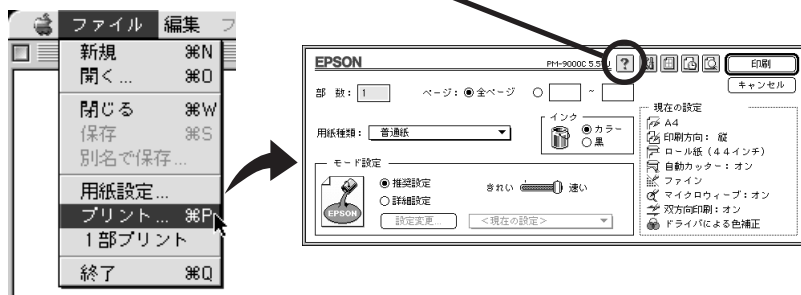 ファイル 編集
新規 ⌘N
開く... ⌘O
閉じる ⌘W
保存 ⌘S
別名で保存...
用紙設定...
プリント... ⌘P
1部プリント
終了 ⌘Q
EPSON PM-9000C 5.5 ? 印刷
キャンセル
部 数: 1 ページ: 全ページ ~
用紙種類: 普通紙
インク
カラー
黒
モード設定
推奨設定 きれい 速い
詳細設定
EPSON
設定変更... <現在の設定>
現在の設定
A4
印刷方向: 縦
ロール紙(44インチ)
自動カッター:オン
ファイン
マイクロウィーブ:オン
双方向印刷:オン
ドライバによる色補正